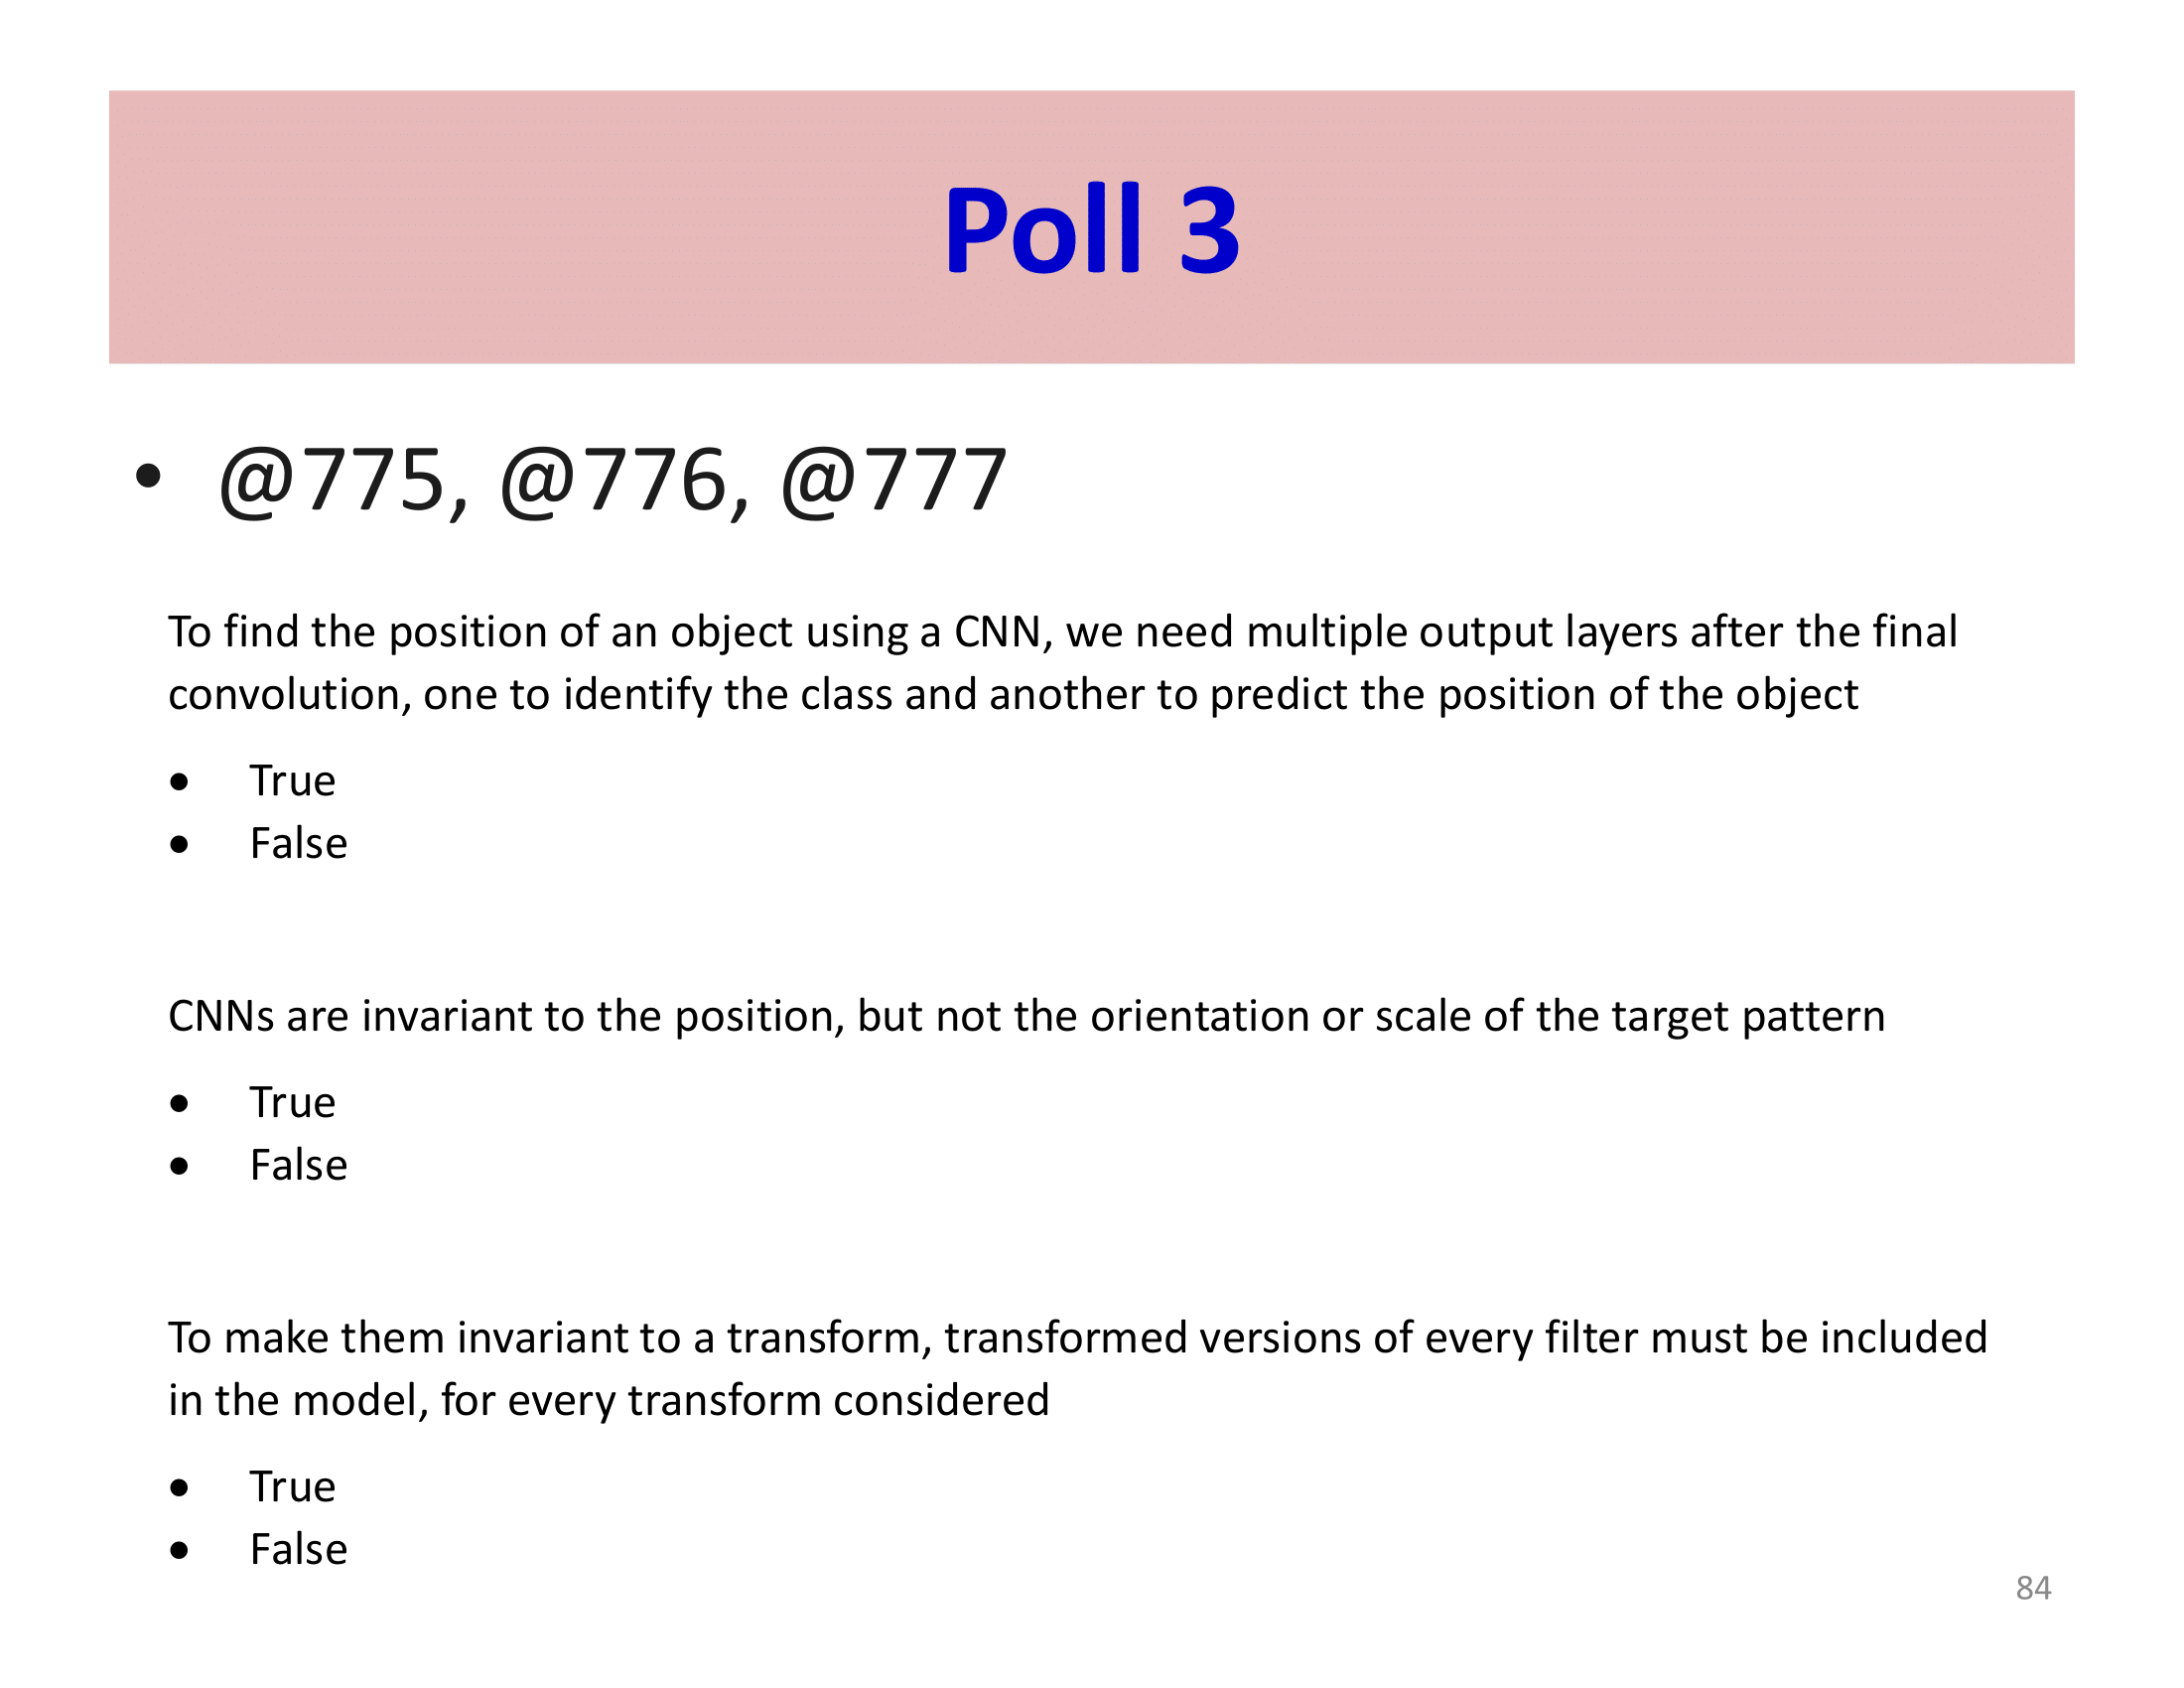 Poll 3
• @775, @776, @777
To find the position of an object using a CNN, we need multiple output layers after the final
convolution, one to identify the class and another to predict the position of the object
• True
• False
CNNs are invariant to the position, but not the orientation or scale of the target pattern
• True
• False
To make them invariant to a transform, transformed versions of every filter must be included
in the model, for every transform considered
• True
• False
84